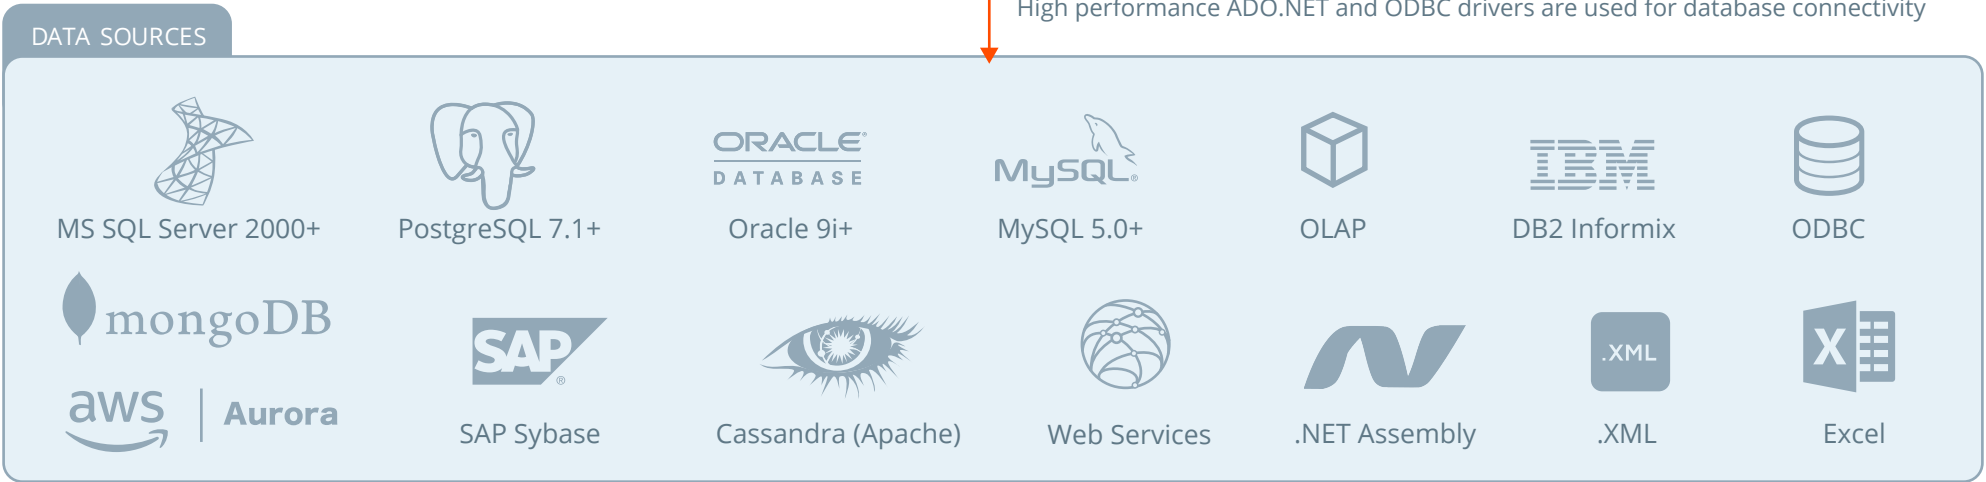 High performance ADO.NET and ODBC drivers are used for database connectivity
DATA SOURCES
ORACLE®
DATABASE
MySQL®
IBM
MS SQL Server 2000+
PostgreSQL 7.1+
Oracle 9i+
MySQL 5.0+
OLAP
DB2 Informix
ODBC
mongoDB
SAP®
.XML
X
aws | Aurora
SAP Sybase
Cassandra (Apache)
Web Services
.NET Assembly
.XML
Excel